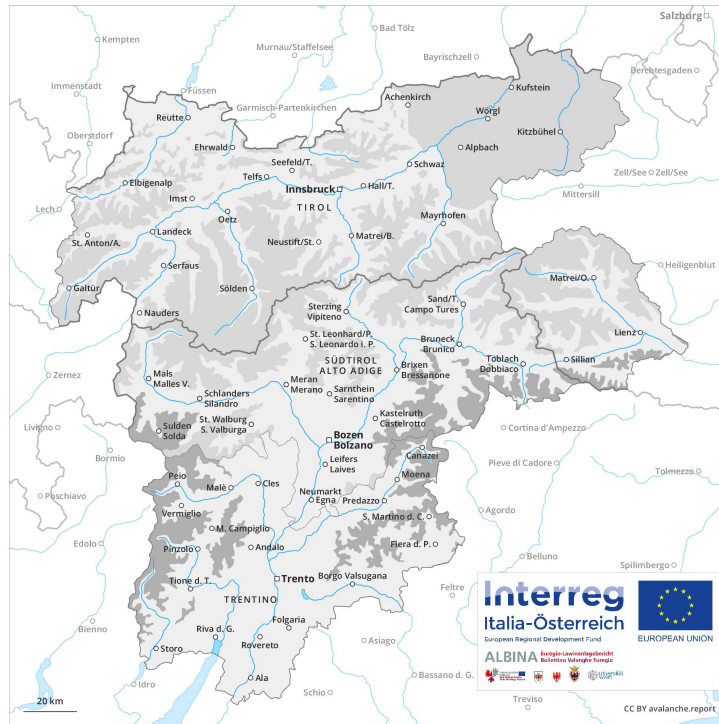 Salzburg
Kempten
Bad Tölz
Murnau/Staffelsee
Bayrischzell
Berchtesgaden
Immenstadt
Füssen
Kufstein
Achenkirch
Garmisch-Partenkirchen
Reutte
Wörgl
Oberstdorf
Kitzbühel
Ehrwald
Alpbach
Seefeld/T.
Schwaz
Telfs
Zell/See
Zell/See
Elbigenalp
Innsbruck
Hall/T.
Mittersill
Imst
TIROL
Lech
Oetz
Mayrhofen
Landeck
Matrei/B.
St. Anton/A.
Neustift/St.
Serfaus
Heiligenblut
Matrei/O.
Galtür
Sölden
Sand/T.
Campo Tures
Nauders
Sterzing
Vipiteno
St. Leonhard/P.
S. Leonardo i. P.
Lienz
Bruneck
Brunico
Toblach
Dobbiaco
Sillian
SÜDTIROL
ALTO ADIGE
Brixen
Bressanone
Zernez
Mals
Malles V.
Meran
Merano
Sarnthein
Sarentino
Schlanders
Silandro
St. Walburg
S. Valburga
Kastelruth
Castelrotto
Livigno
Sulden
Solda
Cortina d'Ampezzo
Bozen
Bolzano
Bormio
Canazei
Leifers
Laives
Moena
Pieve di Cadore
Tolmezzo
Peio
Malè
Cles
Poschiavo
Neumarkt
Egna
Predazzo
Vermiglio
Agordo
S. Martino d. C.
M. Campiglio
Edolo
Pinzolo
Andalo
Fiera d. P.
Belluno
Spilimbergo
Trento
Borgo Valsugana
Tione d. T.
Feltre
TRENTINO
Folgaria
Bienno
Riva d. G.
Rovereto
Asiago
Storo
Idro
Ala
Schio
Bassano d. G.
Treviso
20 km
Interreg
Italia-Österreich
European Regional Development Fund
EUROPEAN UNION
ALBINA Euregio-Lawinenlagebericht
Bollettino Valanghe Euregio
universität
wien
CC BY avalanche.report